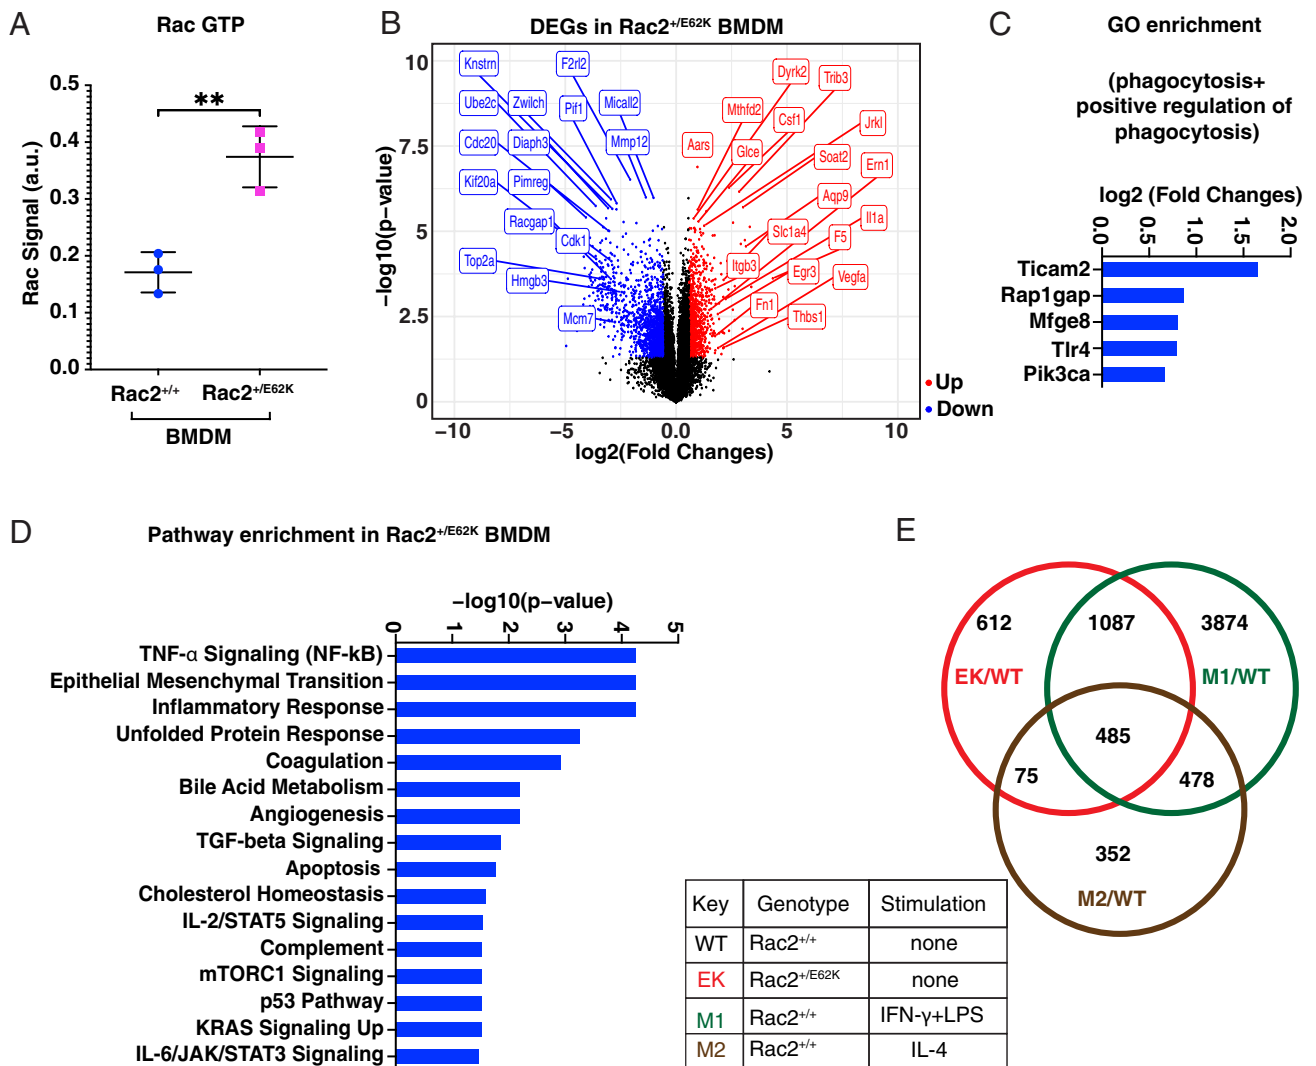 A
Rac GTP
**
Rac Signal (a.u.)
0.5
0.4
0.3
0.2
0.1
0.0
Rac2+/+
Rac2+/E62K
BMDM
B
DEGs in Rac2+/E62K BMDM
−log10(p−value)
10
7.5
5
2.5
0
Knstrn
F2rl2
Ube2c
Zwilch
Pif1
Micall2
Cdc20
Diaph3
Mmp12
Kif20a
Pimreg
Racgap1
Cdk1
Top2a
Hmgb3
Mcm7
Dyrk2
Trib3
Mthfd2
Csf1
Jrkl
Aars
Glce
Soat2
Ern1
Aqp9
Il1a
Slc1a4
F5
Itgb3
Egr3
Vegfa
Fn1
Thbs1
−10
−5
0.0
5
10
log2(Fold Changes)
Up
Down
C
GO enrichment
(phagocytosis+
positive regulation of
phagocytosis)
log2 (Fold Changes)
0.0
0.5
1.0
1.5
2.0
Ticam2
Rap1gap
Mfge8
Tlr4
Pik3ca
D
Pathway enrichment in Rac2+/E62K BMDM
−log10(p−value)
0
1
2
3
4
5
TNF-α Signaling (NF-kB)
Epithelial Mesenchymal Transition
Inflammatory Response
Unfolded Protein Response
Coagulation
Bile Acid Metabolism
Angiogenesis
TGF-beta Signaling
Apoptosis
Cholesterol Homeostasis
IL-2/STAT5 Signaling
Complement
mTORC1 Signaling
p53 Pathway
KRAS Signaling Up
IL-6/JAK/STAT3 Signaling
Key Genotype Stimulation
WT Rac2+/+ none
EK Rac2+/E62K none
M1 Rac2+/+ IFN-γ+LPS
M2 Rac2+/+ IL-4
E
612
1087
3874
EK/WT
M1/WT
485
75
478
352
M2/WT